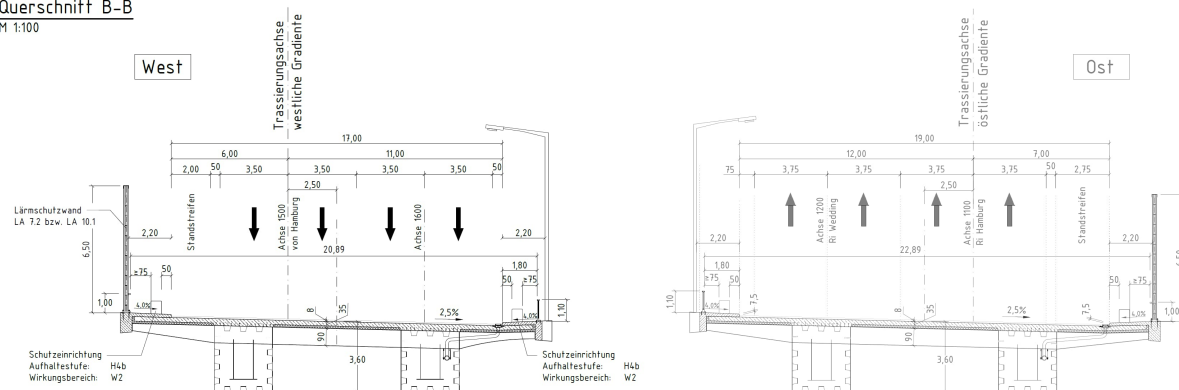 Querschnitt B-B
M 1:100
West
Trassierungsachse
westliche Gradiente
17,00
6,00
11,00
2,00
50
3,50
3,50
3,50
3,50
50
2,50
Lärmschutzwand
LA 7.2 bzw. LA 10.1
Standstreifen
Achse 1500
von Hamburg
Achse 1600
6,50
2,20
2,20
20,89
≥75
50
1,80
50
≥75
1,00
4,0%
8
35
2,5%
4,0%
1,10
90
3,60
Schutzeinrichtung
Aufhaltestufe: H4b
Wirkungsbereich: W2
Schutzeinrichtung
Aufhaltestufe: H4b
Wirkungsbereich: W2
Ost
Trassierungsachse
östliche Gradiente
19,00
12,00
7,00
75
3,75
3,75
3,75
3,75
50
2,75
2,50
Achse 1200
Ri Wedding
Achse 1100
Ri Hamburg
Standstreifen
2,20
2,20
22,89
1,80
≥75
50
50
≥75
1,10
4,0%
7,5
8
35
2,5%
7,5
4,0%
1,00
90
3,60